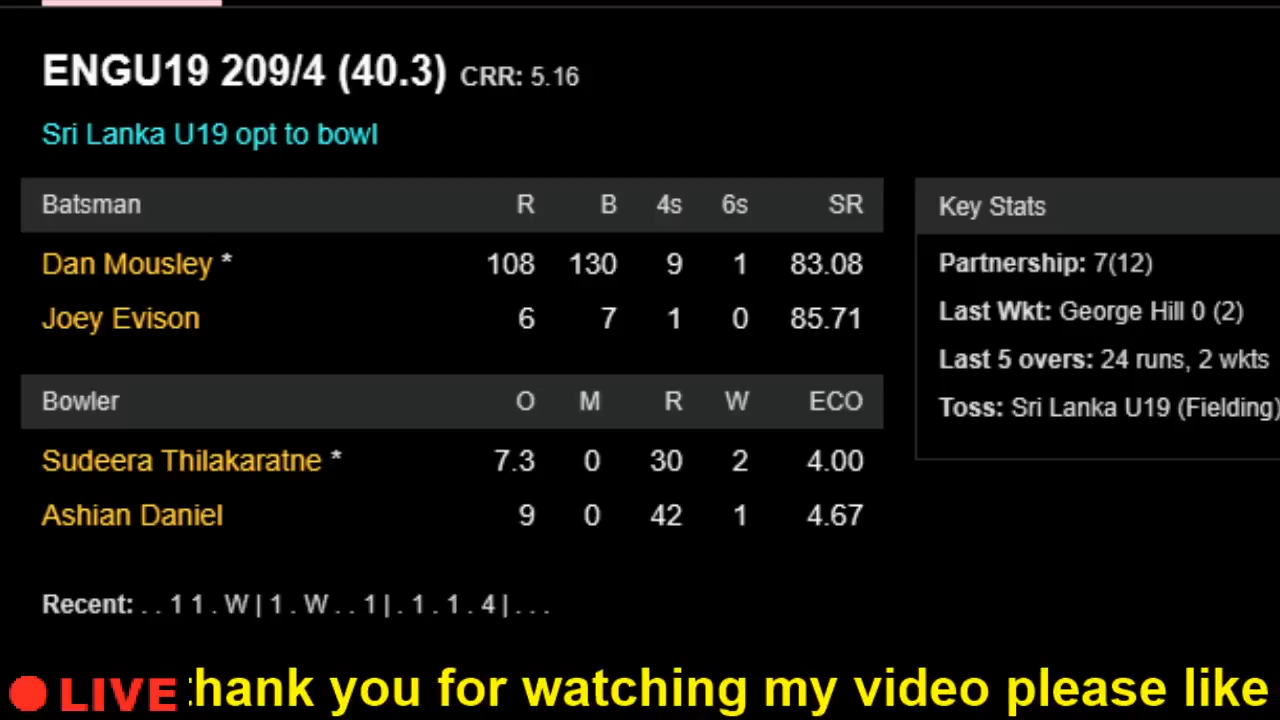 ENGU19 209/4 (40.3) CRR: 5.16
Sri Lanka U19 opt to bowl
Batsman R B 4s 6s SR
Dan Mousley * 108 130 9 1 83.08
Joey Evison 6 7 1 0 85.71
Key Stats
Partnership: 7(12)
Last Wkt: George Hill 0 (2)
Last 5 overs: 24 runs, 2 wkts
Toss: Sri Lanka U19 (Fielding)
Bowler O M R W ECO
Sudeera Thilakaratne * 7.3 0 30 2 4.00
Ashian Daniel 9 0 42 1 4.67
Recent: . . 1 1 . W | 1 . W . . 1 | . 1 . 1 . 4 | . . .
LIVE hank you for watching my video please like